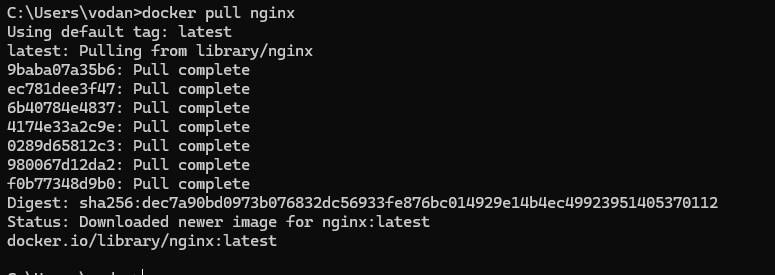 C:\Users\vodan>docker pull nginx
Using default tag: latest
latest: Pulling from library/nginx
9baba07a35b6: Pull complete
ec781dee3f47: Pull complete
6b40784e4837: Pull complete
4174e33a2c9e: Pull complete
0289d65812c3: Pull complete
980067d12da2: Pull complete
f0b77348d9b0: Pull complete
Digest: sha256:dec7a90bd0973b076832dc56933fe876bc014929e14b4ec49923951405370112
Status: Downloaded newer image for nginx:latest
docker.io/library/nginx:latest